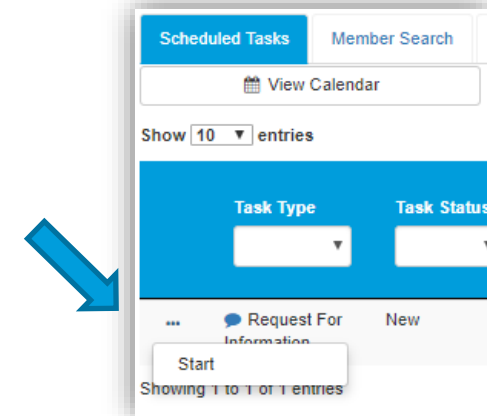 Scheduled Tasks Member Search
View Calendar
Show 10 entries
Task Type Task Status
... Request For New
Information
Start
Showing 1 to 1 of 1 entries